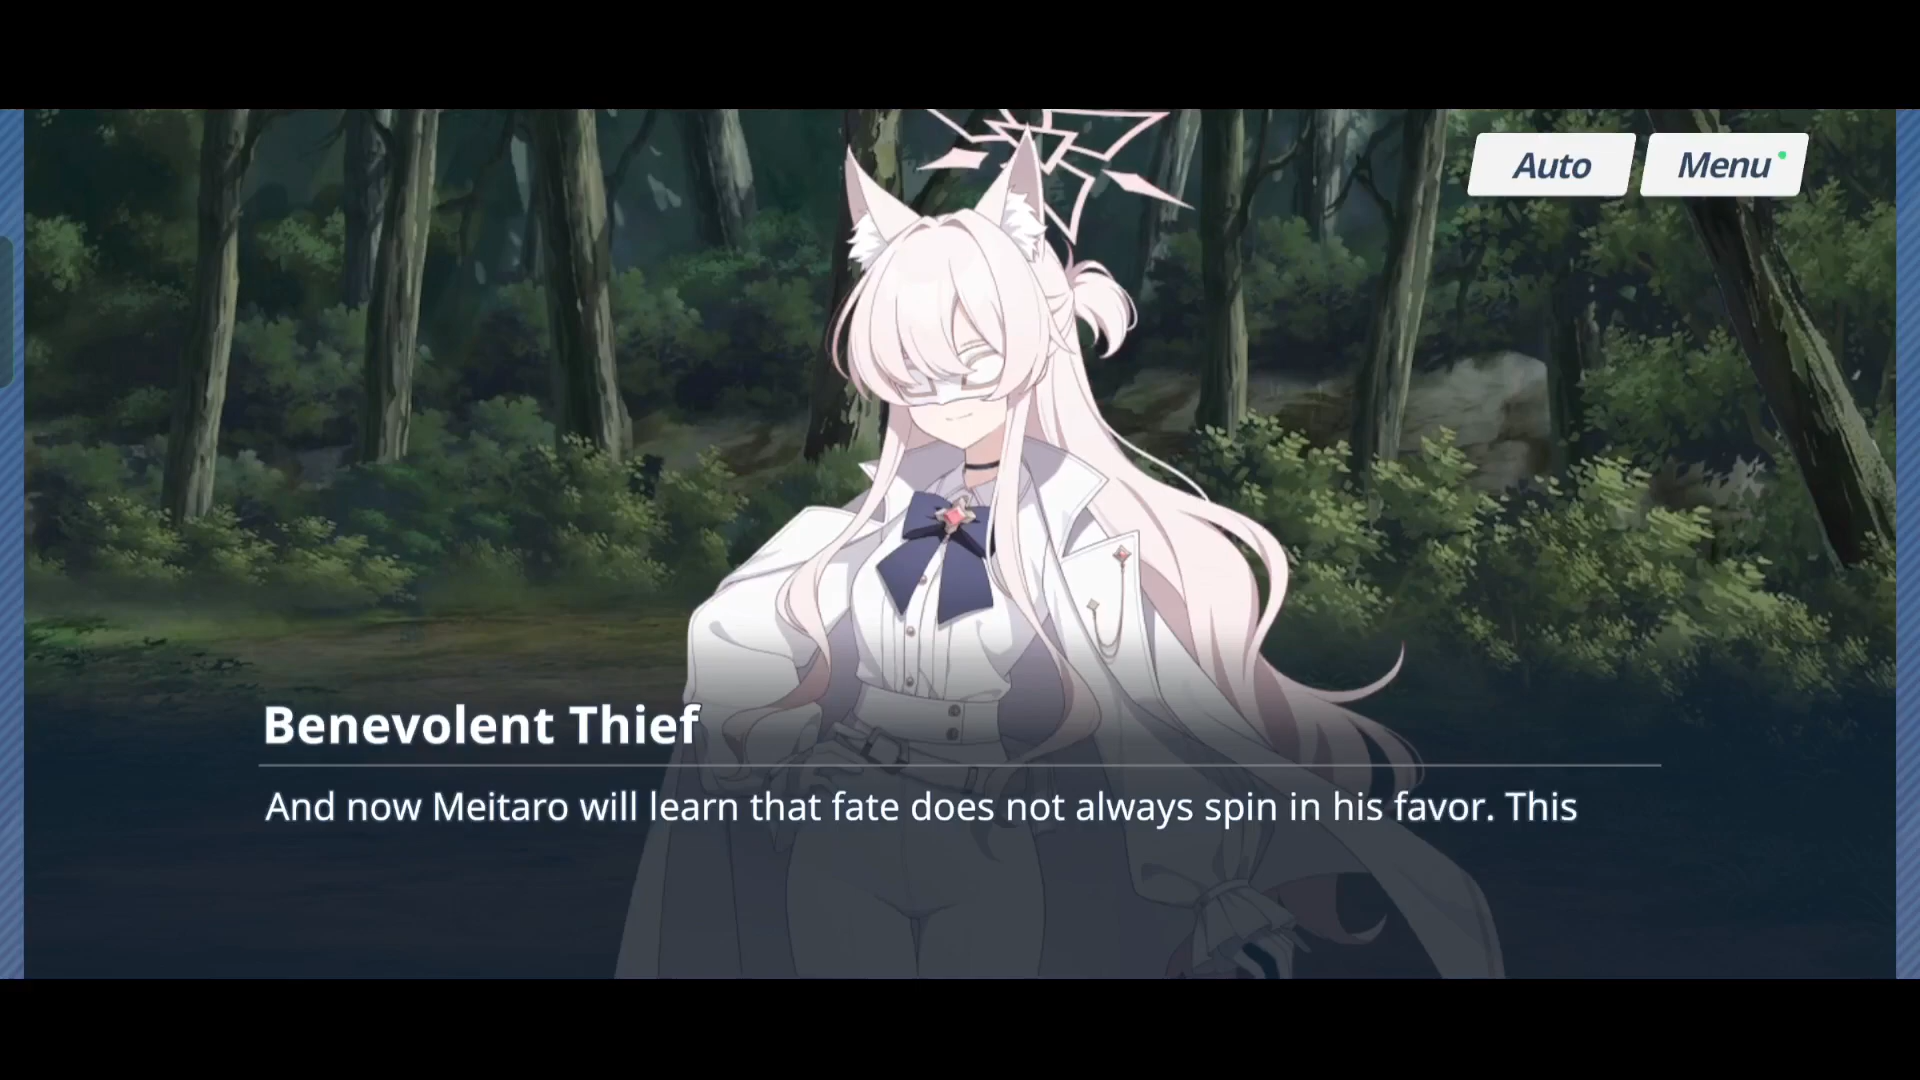 Auto
Menu
Benevolent Thief
And now Meitaro will learn that fate does not always spin in his favor. This